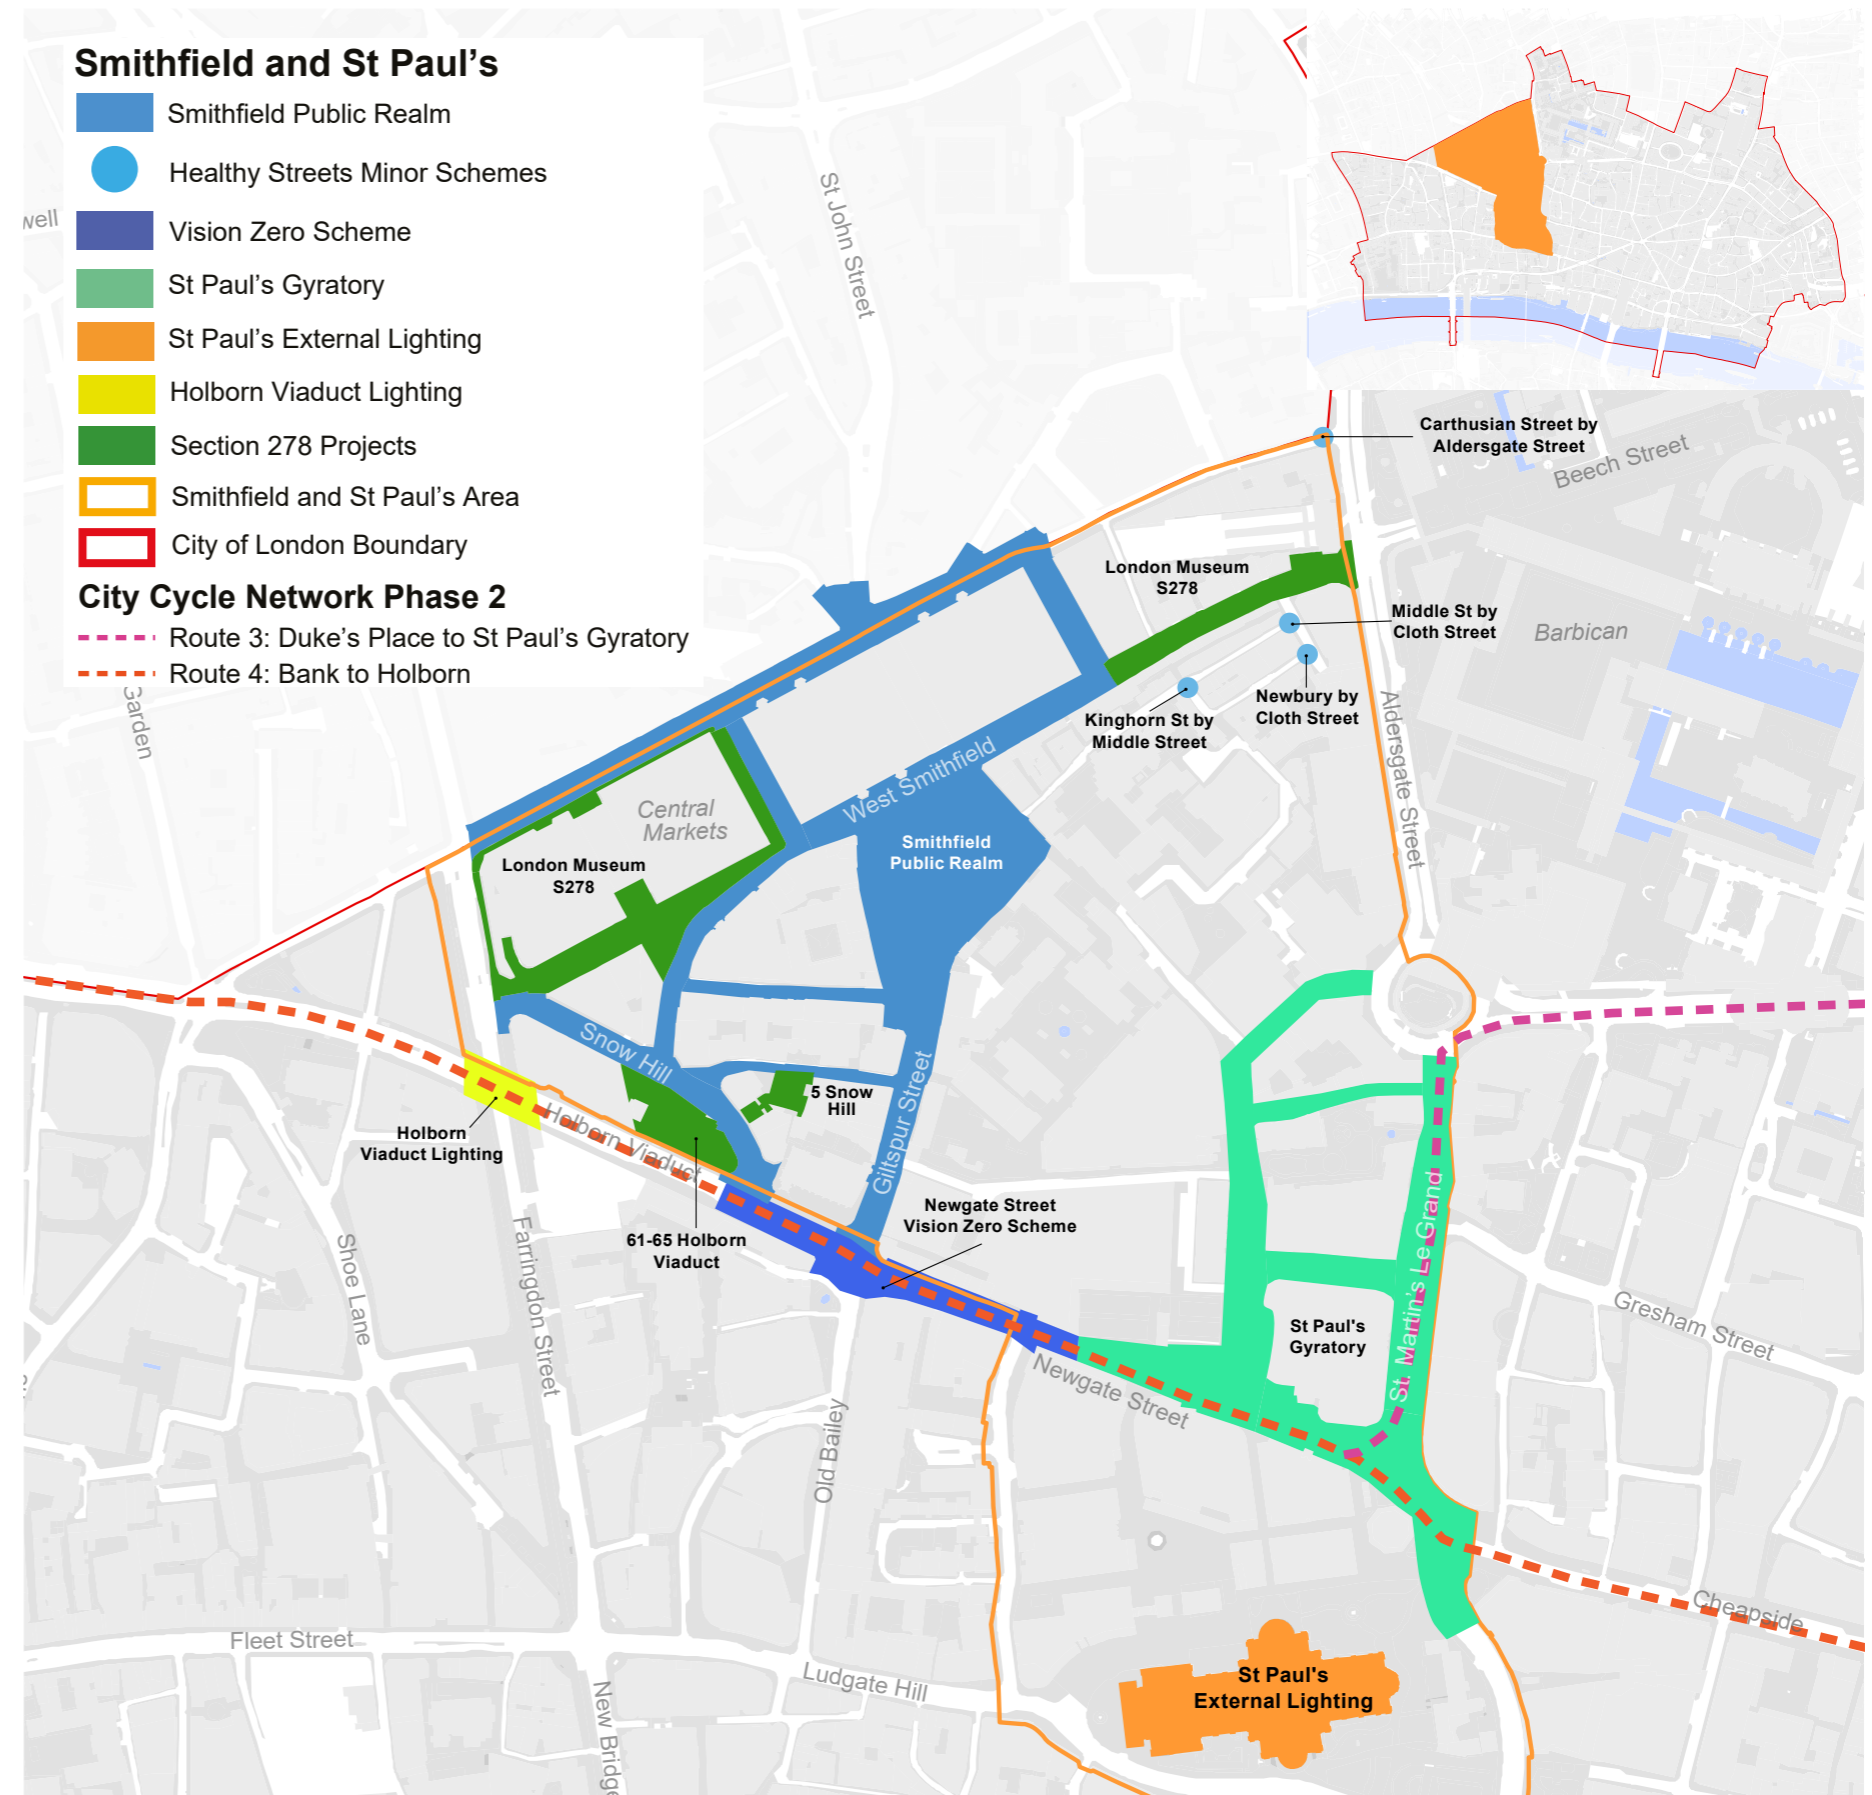 Smithfield and St Paul’s
Smithfield Public Realm
Healthy Streets Minor Schemes
Vision Zero Scheme
St Paul’s Gyratory
St Paul’s External Lighting
Holborn Viaduct Lighting
Section 278 Projects
Smithfield and St Paul’s Area
City of London Boundary
City Cycle Network Phase 2
Route 3: Duke’s Place to St Paul’s Gyratory
Route 4: Bank to Holborn
well
Garden
St John Street
Carthusian Street by
Aldersgate Street
Beech Street
London Museum
S278
Middle St by
Cloth Street
Barbican
Newbury by
Cloth Street
Kinghorn St by
Middle Street
Aldersgate Street
West Smithfield
Central
Markets
Smithfield
Public Realm
London Museum
S278
Snow Hill
5 Snow
Hill
Giltspur Street
Holborn
Viaduct Lighting
Holborn Viaduct
61-65 Holborn
Viaduct
Newgate Street
Vision Zero Scheme
Shoe Lane
Farringdon Street
St. Martin's Le Grand
St Paul's
Gyratory
Gresham Street
Newgate Street
Old Bailey
Cheapside
Fleet Street
Ludgate Hill
New Bridge
St Paul's
External Lighting